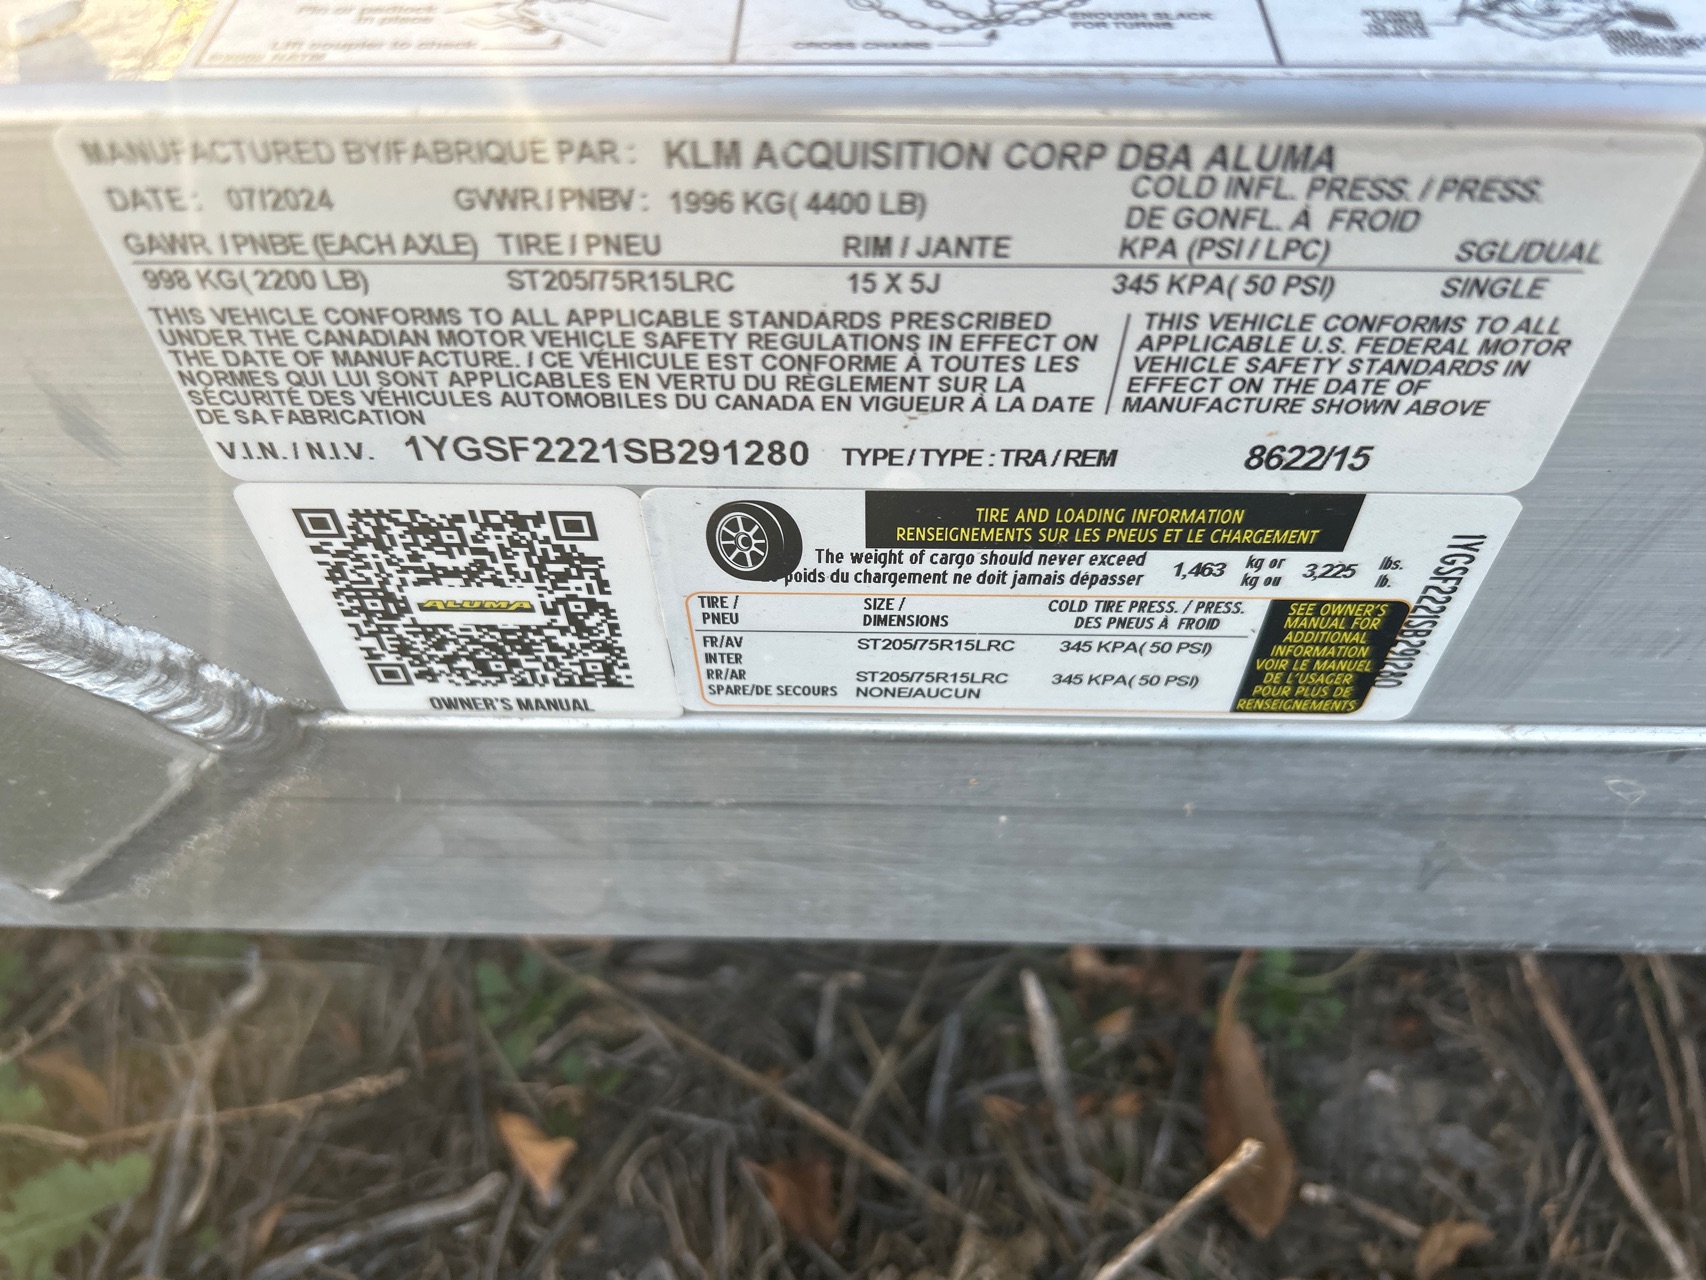 Pin or padlock
in place
Lift coupler to check
CROSS CHAINS
ENOUGH SLACK
FOR TURNS
MANUFACTURED BY/FABRIQUE PAR: KLM ACQUISITION CORP DBA ALUMA
DATE: 07/2024 GVWR/PNBV: 1996 KG( 4400 LB)
COLD INFL. PRESS. / PRESS.
DE GONFL. À FROID
GAWR / PNBE (EACH AXLE) TIRE / PNEU RIM / JANTE KPA (PSI / LPC) SGL/DUAL
998 KG( 2200 LB) ST205/75R15LRC 15 X 5J 345 KPA( 50 PSI) SINGLE
THIS VEHICLE CONFORMS TO ALL APPLICABLE STANDARDS PRESCRIBED
UNDER THE CANADIAN MOTOR VEHICLE SAFETY REGULATIONS IN EFFECT ON
THE DATE OF MANUFACTURE. / CE VÉHICULE EST CONFORME À TOUTES LES
NORMES QUI LUI SONT APPLICABLES EN VERTU DU RÈGLEMENT SUR LA
SÉCURITÉ DES VÉHICULES AUTOMOBILES DU CANADA EN VIGUEUR À LA DATE
DE SA FABRICATION
THIS VEHICLE CONFORMS TO ALL
APPLICABLE U.S. FEDERAL MOTOR
VEHICLE SAFETY STANDARDS IN
EFFECT ON THE DATE OF
MANUFACTURE SHOWN ABOVE
V.I.N. / N.I.V. 1YGSF2221SB291280 TYPE / TYPE : TRA / REM 8622/15
ALUMA
OWNER'S MANUAL
TIRE AND LOADING INFORMATION
RENSEIGNEMENTS SUR LES PNEUS ET LE CHARGEMENT
The weight of cargo should never exceed
poids du chargement ne doit jamais dépasser
1,463 kg or 3,225 lbs.
kg ou lb.
TIRE / SIZE / COLD TIRE PRESS. / PRESS.
PNEU DIMENSIONS DES PNEUS À FROID
FR/AV ST205/75R15LRC 345 KPA( 50 PSI)
INTER
RR/AR ST205/75R15LRC 345 KPA( 50 PSI)
SPARE/DE SECOURS NONE/AUCUN
SEE OWNER'S
MANUAL FOR
ADDITIONAL
INFORMATION
VOIR LE MANUEL
DE L'USAGER
POUR PLUS DE
RENSEIGNEMENTS
1YGSF2221SB291280